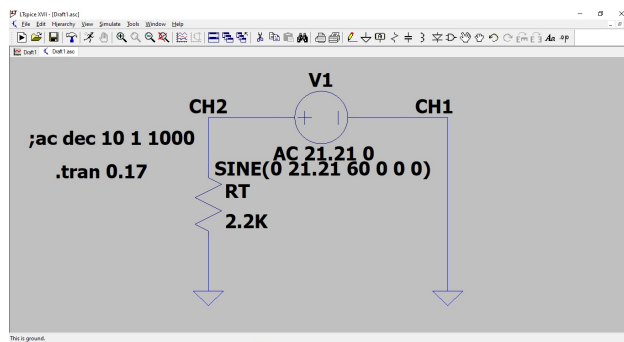 LTspice XVII - [Draft1.asc]
File Edit Hierarchy View Simulate Tools Window Help
Draft1 Draft1.asc
V1
CH2 CH1
;ac dec 10 1 1000
AC 21.21 0
.tran 0.17
SINE(0 21.21 60 0 0 0)
RT
2.2K
This is ground.